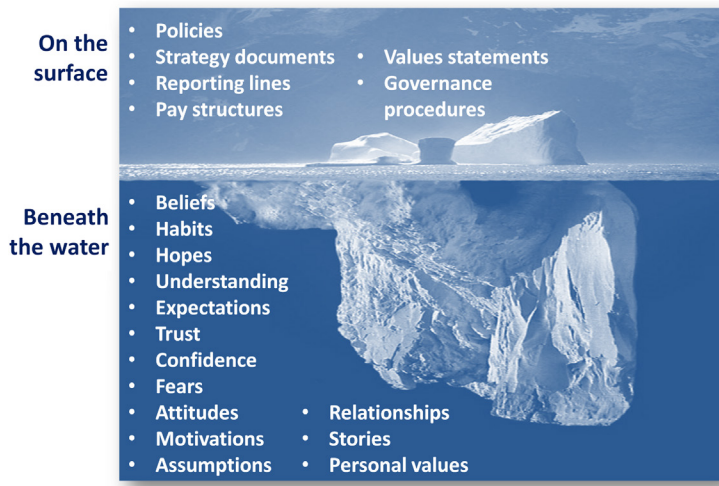 On the
surface
• Policies
• Strategy documents
• Reporting lines
• Pay structures
• Values statements
• Governance
procedures
Beneath
the water
• Beliefs
• Habits
• Hopes
• Understanding
• Expectations
• Trust
• Confidence
• Fears
• Attitudes
• Motivations
• Assumptions
• Relationships
• Stories
• Personal values